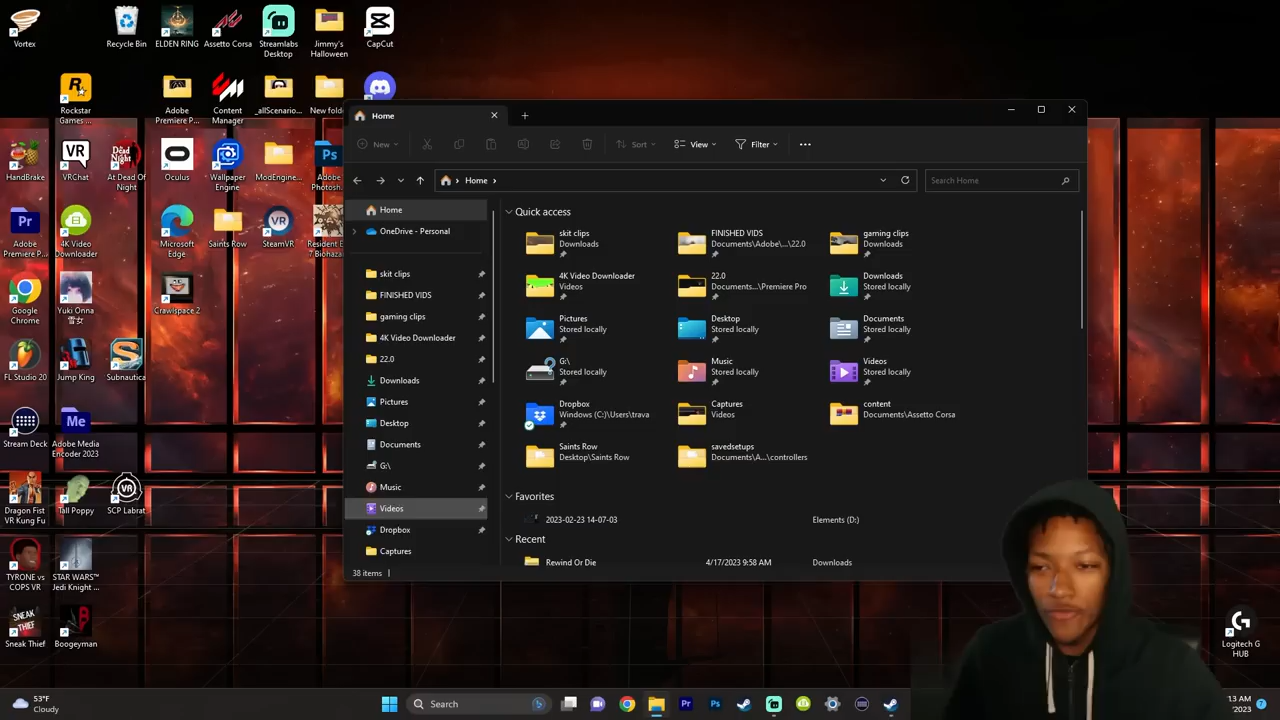 Vortex
Recycle Bin
ELDEN RING
Assetto Corsa
Streamlabs
Desktop
Jimmy's
Halloween
CapCut
Rockstar
Games ...
Adobe
Premiere P...
Content
Manager
_allScenario...
New fold
HandBrake
VRChat
At Dead Of
Night
Oculus
Wallpaper
Engine
ModEngine...
Adobe
Photosh
Adobe
Premiere P...
4K Video
Downloader
Microsoft
Edge
Saints Row
SteamVR
Resident E
7 Biohaza
Google
Chrome
Yuki Onna
雪女
Crawlspace 2
FL Studio 20
Jump King
Subnautica
Stream Deck
Adobe Media
Encoder 2023
Dragon Fist
VR Kung Fu
Tall Poppy
SCP Labrat
TYRONE vs
COPS VR
STAR WARS™
Jedi Knight ...
Sneak Thief
Boogeyman
Logitech G
HUB
Home
New
Sort
View
Filter
Home
Search Home
Home
OneDrive - Personal
skit clips
FINISHED VIDS
gaming clips
4K Video Downloader
22.0
Downloads
Pictures
Desktop
Documents
G:\
Music
Videos
Dropbox
Captures
Quick access
skit clips
Downloads
FINISHED VIDS
Documents\Adobe\...\22.0
gaming clips
Downloads
4K Video Downloader
Videos
22.0
Documents...\Premiere Pro
Downloads
Stored locally
Pictures
Stored locally
Desktop
Stored locally
Documents
Stored locally
G:\
Stored locally
Music
Stored locally
Videos
Stored locally
Dropbox
Windows (C:)\Users\trava
Captures
Videos
content
Documents\Assetto Corsa
Saints Row
Desktop\Saints Row
savedsetups
Documents\A...\controllers
Favorites
2023-02-23 14-07-03
Elements (D:)
Recent
Rewind Or Die
4/17/2023 9:58 AM
Downloads
38 items
53°F
Cloudy
Search
13 AM
2023